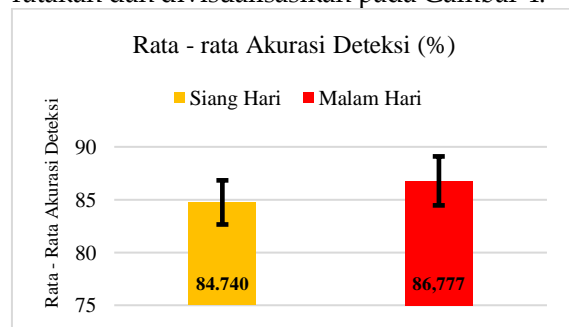 Rata - rata Akurasi Deteksi (%)
Siang Hari Malam Hari
Rata - Rata Akurasi Deteksi
90
85
80
75
84.740 86,777